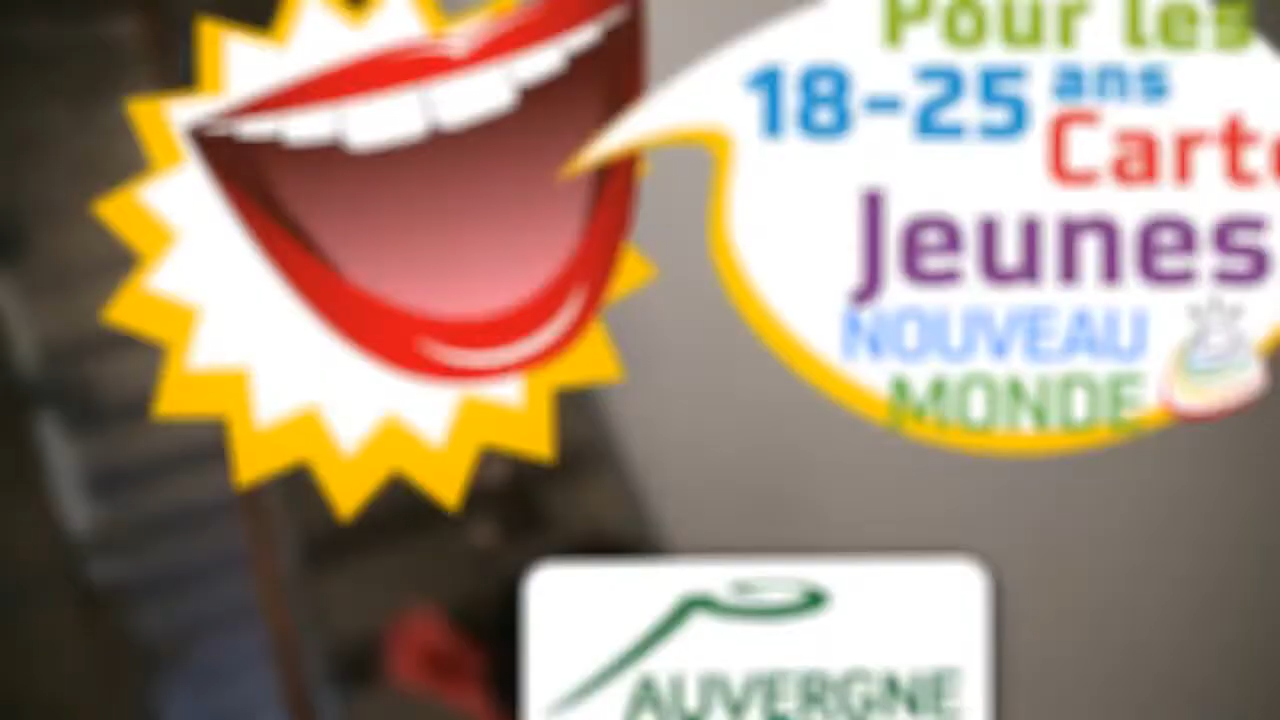 Pour les
18-25 ans
Carte
Jeunes
NOUVEAU
MONDE
AUVERGNE